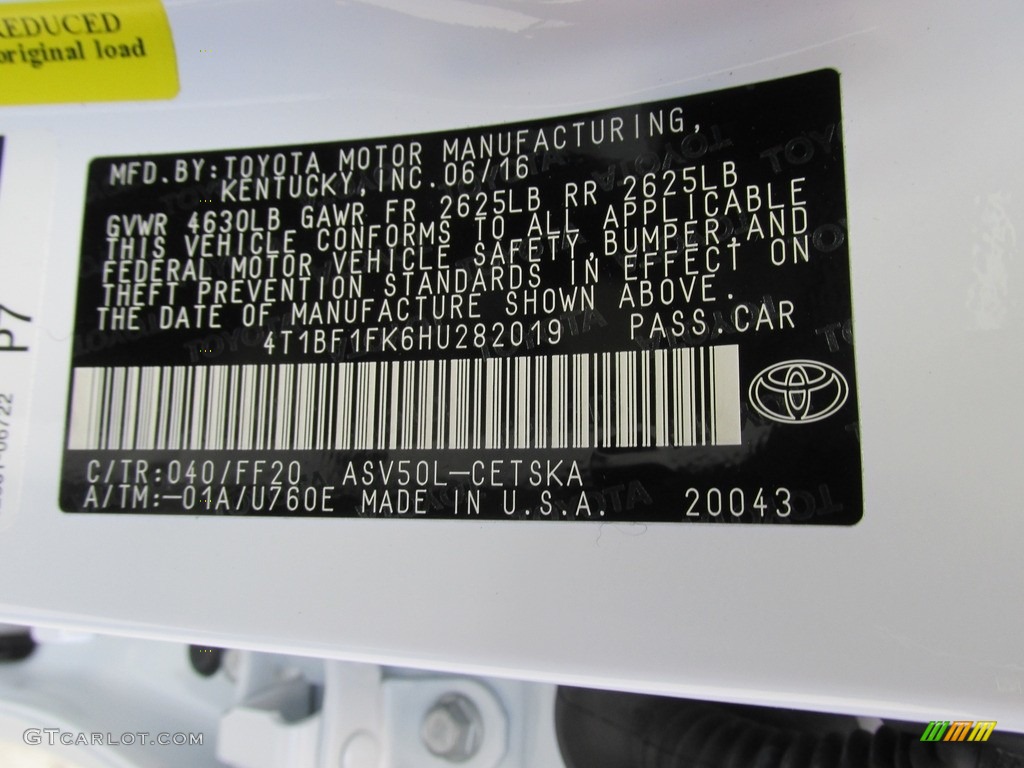 REDUCED
original load
MFD.BY:TOYOTA MOTOR MANUFACTURING,
KENTUCKY,INC.06/16
GVWR 4630LB GAWR FR 2625LB RR 2625LB
THIS VEHICLE CONFORMS TO ALL APPLICABLE
FEDERAL MOTOR VEHICLE SAFETY,BUMPER,AND
THEFT PREVENTION STANDARDS IN EFFECT ON
THE DATE OF MANUFACTURE SHOWN ABOVE.
4T1BF1FK6HU282019 PASS.CAR
C/TR:040/FF20 ASV50L-CETSKA
A/TM:-01A/U760E MADE IN U.S.A. 20043
P7
GTcarlot.com